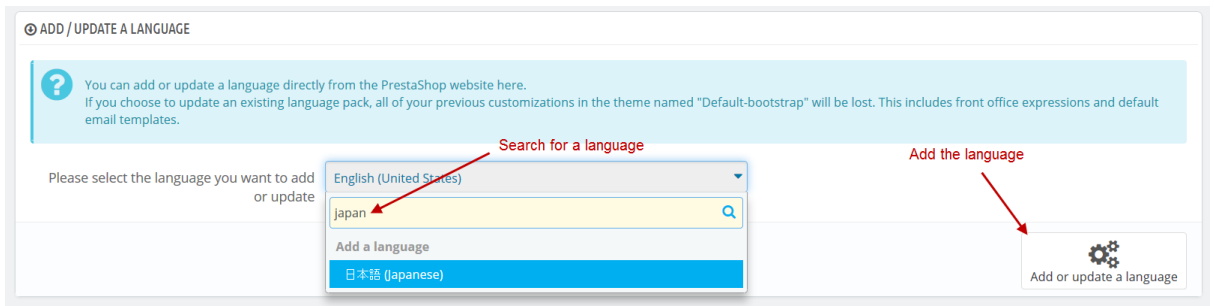 ADD / UPDATE A LANGUAGE
You can add or update a language directly from the PrestaShop website here.
If you choose to update an existing language pack, all of your previous customizations in the theme named "Default-bootstrap" will be lost. This includes front office expressions and default
email templates.
Search for a language
Add the language
Please select the language you want to add
or update
English (United States)
japan
Add a language
日本語 (Japanese)
Add or update a language